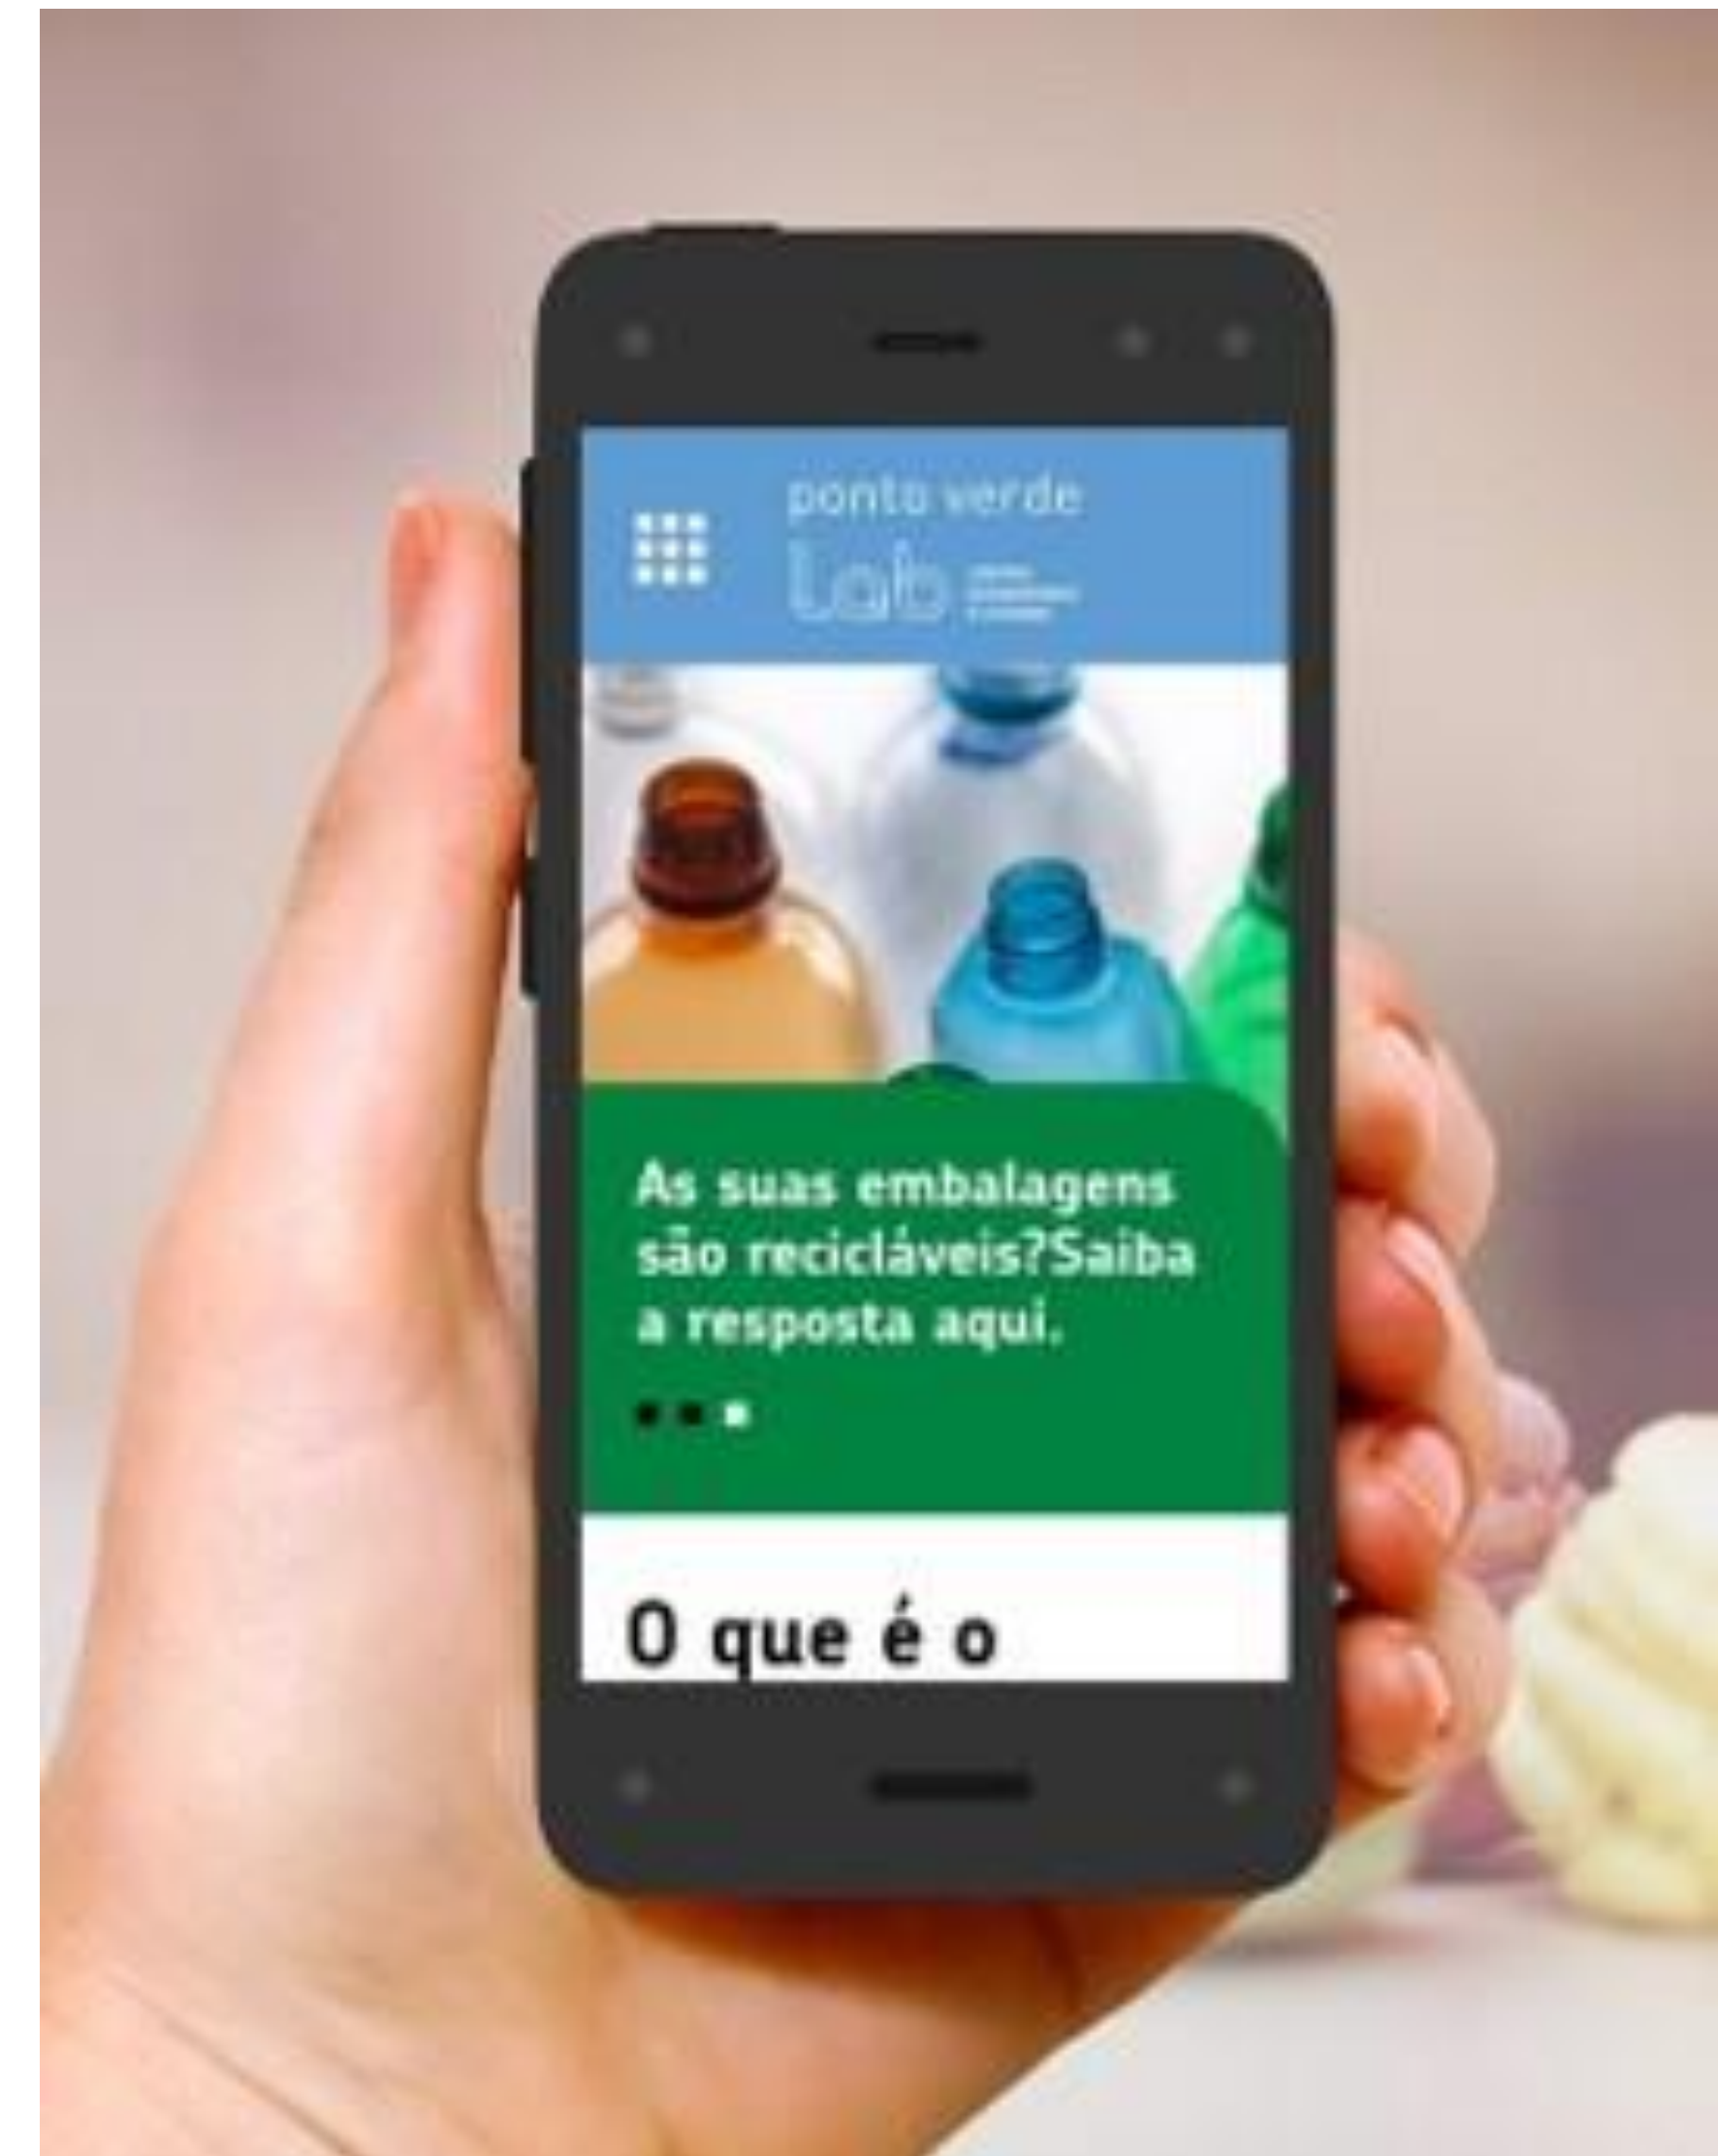 ponto verde
Lab
As suas embalagens
são recicláveis?Saiba
a resposta aqui.
O que é o